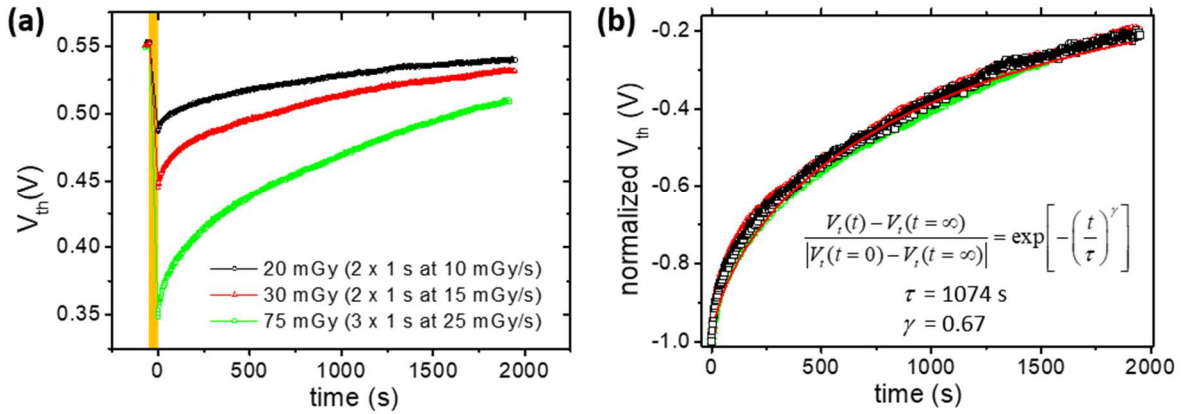 (a)
0.55
0.50
0.45
0.40
0.35
V_th(V)
20 mGy (2 x 1 s at 10 mGy/s)
30 mGy (2 x 1 s at 15 mGy/s)
75 mGy (3 x 1 s at 25 mGy/s)
0 500 1000 1500 2000
time (s)
(b)
-0.2
-0.4
-0.6
-0.8
-1.0
normalized V_th (V)
V_t(t) − V_t(t = ∞) / |V_t(t = 0) − V_t(t = ∞)| = exp[−(t/τ)^γ]
τ = 1074 s
γ = 0.67
0 500 1000 1500 2000
time (s)